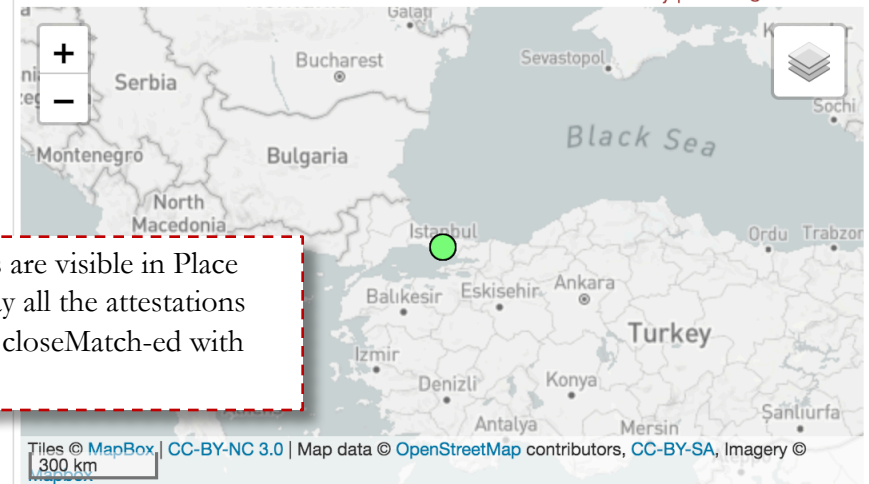 Galați
+
−
Bucharest
Sevastopol
Serbia
Sochi
Black Sea
Montenegro
Bulgaria
North
Macedonia
Istanbul
Ordu
Trabzon
are visible in Place
all the attestations
closeMatch-ed with
Balıkesir
Eskişehir
Ankara
Turkey
Izmir
Denizli
Konya
Antalya
Mersin
Şanlıurfa
Tiles © MapBox | CC-BY-NC 3.0 | Map data © OpenStreetMap contributors, CC-BY-SA, Imagery ©
Mapbox
300 km